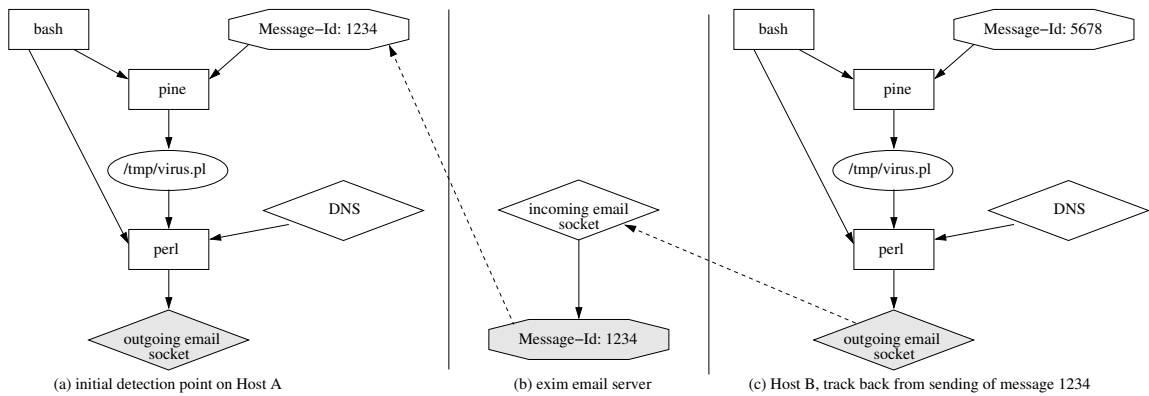 bash
Message−Id: 1234
pine
/tmp/virus.pl
DNS
perl
outgoing email
socket
(a) initial detection point on Host A
incoming email
socket
Message−Id: 1234
(b) exim email server
bash
Message−Id: 5678
pine
/tmp/virus.pl
DNS
perl
outgoing email
socket
(c) Host B, track back from sending of message 1234